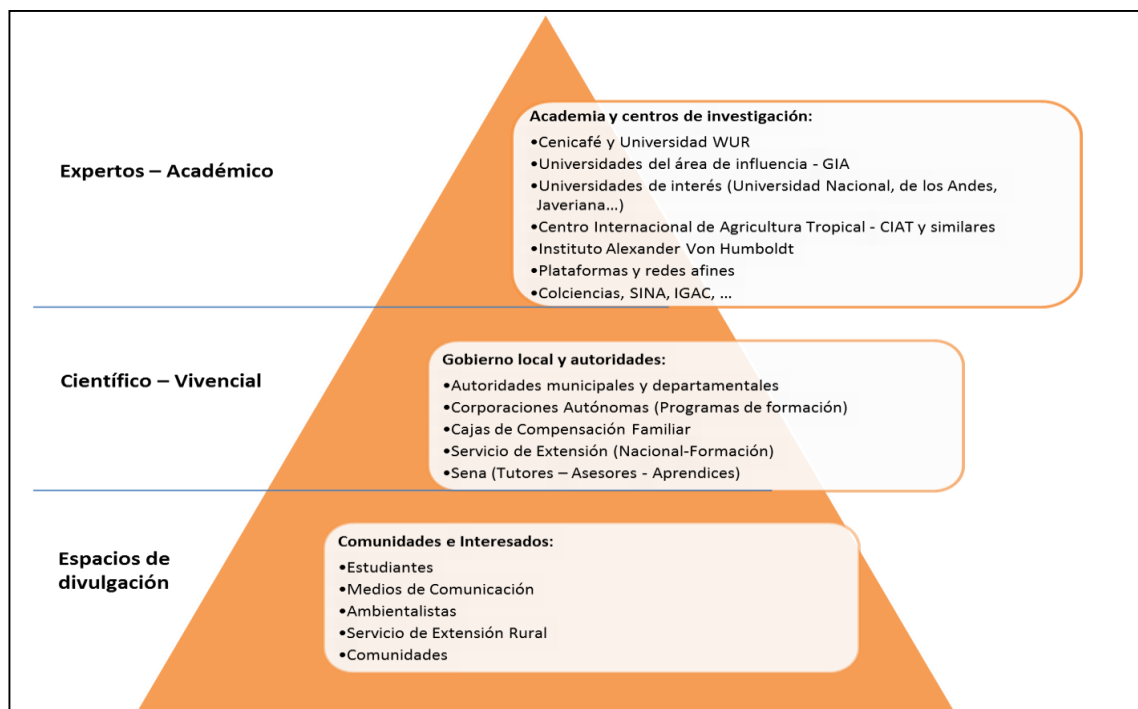 Expertos – Académico
Academia y centros de investigación:
•Cenicafé y Universidad WUR
•Universidades del área de influencia - GIA
•Universidades de interés (Universidad Nacional, de los Andes,
Javeriana...)
•Centro Internacional de Agricultura Tropical - CIAT y similares
•Instituto Alexander Von Humboldt
•Plataformas y redes afines
•Colciencias, SINA, IGAC, ...
Científico – Vivencial
Gobierno local y autoridades:
•Autoridades municipales y departamentales
•Corporaciones Autónomas (Programas de formación)
•Cajas de Compensación Familiar
•Servicio de Extensión (Nacional-Formación)
•Sena (Tutores – Asesores - Aprendices)
Espacios de
divulgación
Comunidades e Interesados:
•Estudiantes
•Medios de Comunicación
•Ambientalistas
•Servicio de Extensión Rural
•Comunidades